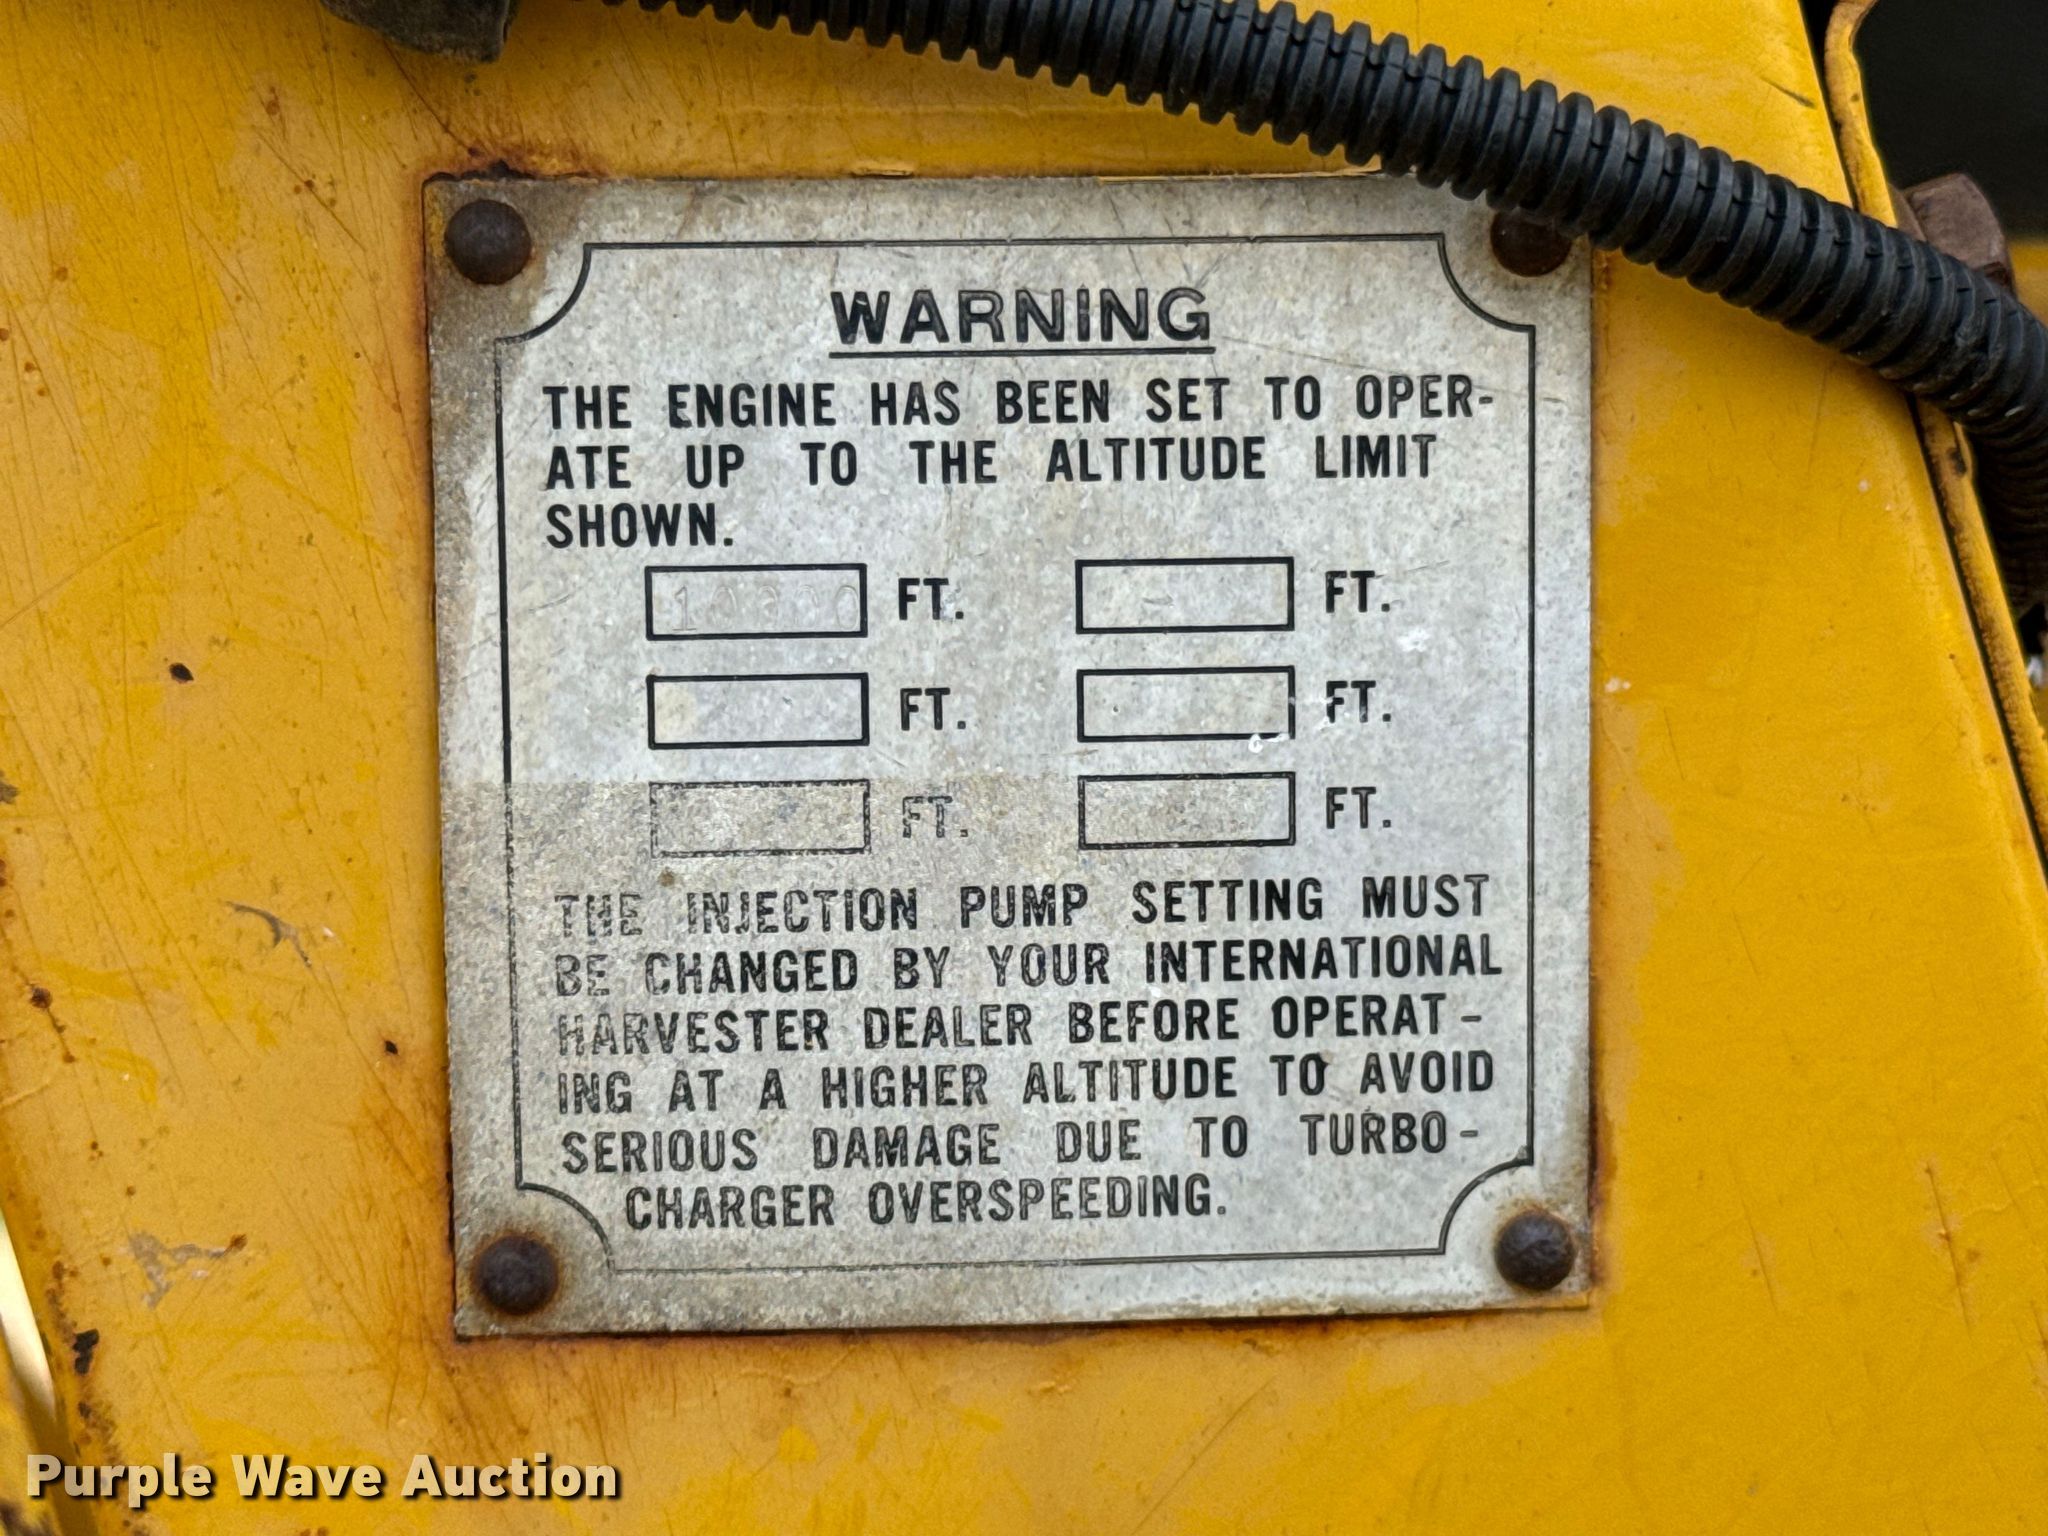 WARNING
THE ENGINE HAS BEEN SET TO OPER-
ATE UP TO THE ALTITUDE LIMIT
SHOWN.
FT. FT.
FT. FT.
FT. FT.
THE INJECTION PUMP SETTING MUST
BE CHANGED BY YOUR INTERNATIONAL
HARVESTER DEALER BEFORE OPERAT-
ING AT A HIGHER ALTITUDE TO AVOID
SERIOUS DAMAGE DUE TO TURBO-
CHARGER OVERSPEEDING.
Purple Wave Auction